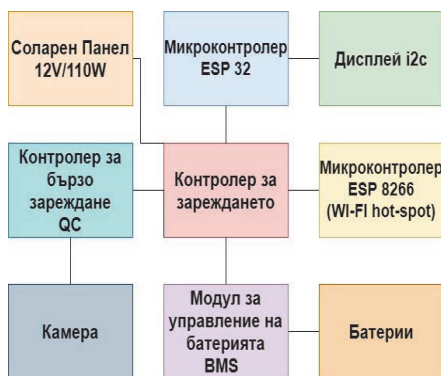 Соларен Панел
12V/110W
Микроконтролер
ESP 32
Дисплей i2c
Контролер за
бързо
зареждане
QC
Контролер за
зареждането
Микроконтролер
ESP 8266
(WI-FI hot-spot)
Камера
Модул за
управление на
батерията
BMS
Батерии